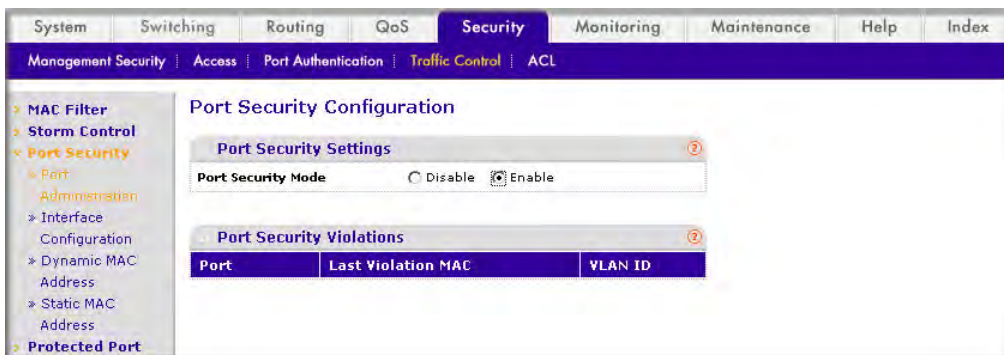 System Switching Routing QoS Security Monitoring Maintenance Help Index
Management Security Access Port Authentication Traffic Control ACL
MAC Filter
Storm Control
Port Security
Port
Administration
Interface
Configuration
Dynamic MAC
Address
Static MAC
Address
Protected Port
Port Security Configuration
Port Security Settings
Port Security Mode Disable Enable
Port Security Violations
Port Last Violation MAC VLAN ID